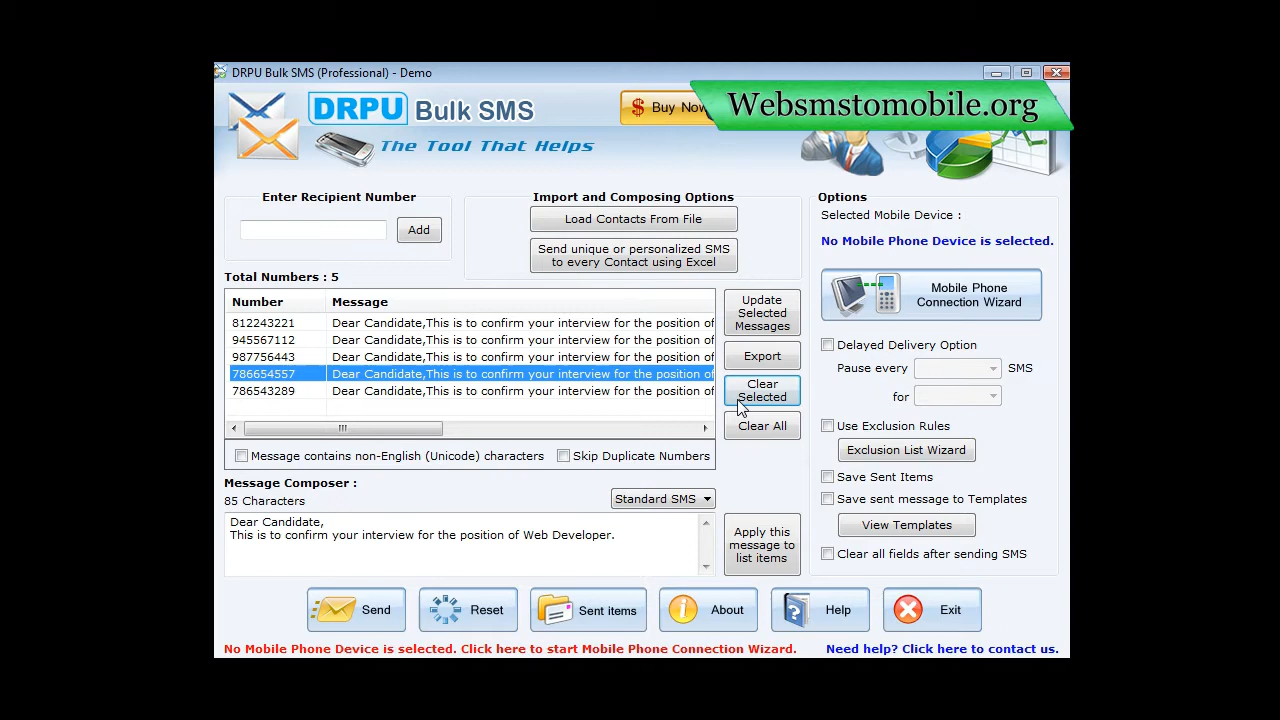 DRPU Bulk SMS (Professional) - Demo
DRPU Bulk SMS
The Tool That Helps
$ Buy Now
Websmstomobile.org
Enter Recipient Number
Add
Import and Composing Options
Load Contacts From File
Send unique or personalized SMS
to every Contact using Excel
Options
Selected Mobile Device :
No Mobile Phone Device is selected.
Mobile Phone
Connection Wizard
Total Numbers : 5
Number Message
812243221 Dear Candidate,This is to confirm your interview for the position of
945567112 Dear Candidate,This is to confirm your interview for the position of
987756443 Dear Candidate,This is to confirm your interview for the position of
786654557 Dear Candidate,This is to confirm your interview for the position of
786543289 Dear Candidate,This is to confirm your interview for the position of
Update
Selected
Messages
Export
Clear
Selected
Clear All
Message contains non-English (Unicode) characters
Skip Duplicate Numbers
Delayed Delivery Option
Pause every SMS
for
Use Exclusion Rules
Exclusion List Wizard
Save Sent Items
Save sent message to Templates
View Templates
Clear all fields after sending SMS
Message Composer :
85 Characters
Standard SMS
Dear Candidate,
This is to confirm your interview for the position of Web Developer.
Apply this
message to
list items
Send
Reset
Sent items
About
Help
Exit
No Mobile Phone Device is selected. Click here to start Mobile Phone Connection Wizard.
Need help? Click here to contact us.